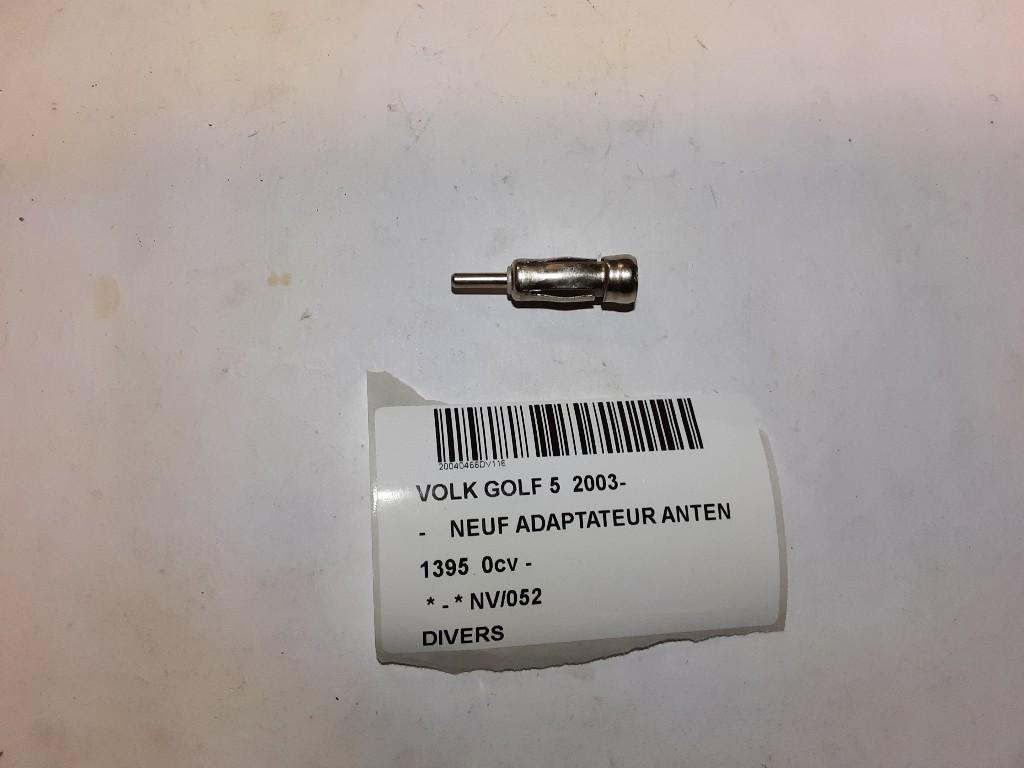 20040466DV116
VOLK GOLF 5 2003-
- NEUF ADAPTATEUR ANTEN
1395 0cv -
* - * NV/052
DIVERS